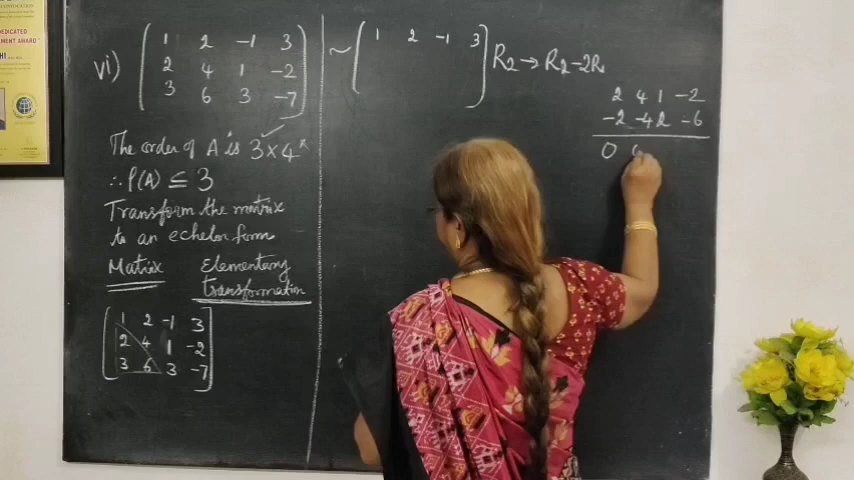 DEDICATED
MENT AWARD"
vi) 1 2 -1 3
2 4 1 -2
3 6 3 -7
The order of A is 3×4
∴ ρ(A) ≤ 3
Transform the matrix
to an echelon form
Matrix Elementary
transformation
1 2 -1 3
2 4 1 -2
3 6 3 -7
~ 1 2 -1 3 R₂→R₂-2R₁
2 4 1 -2
-2 -4 2 -6
0